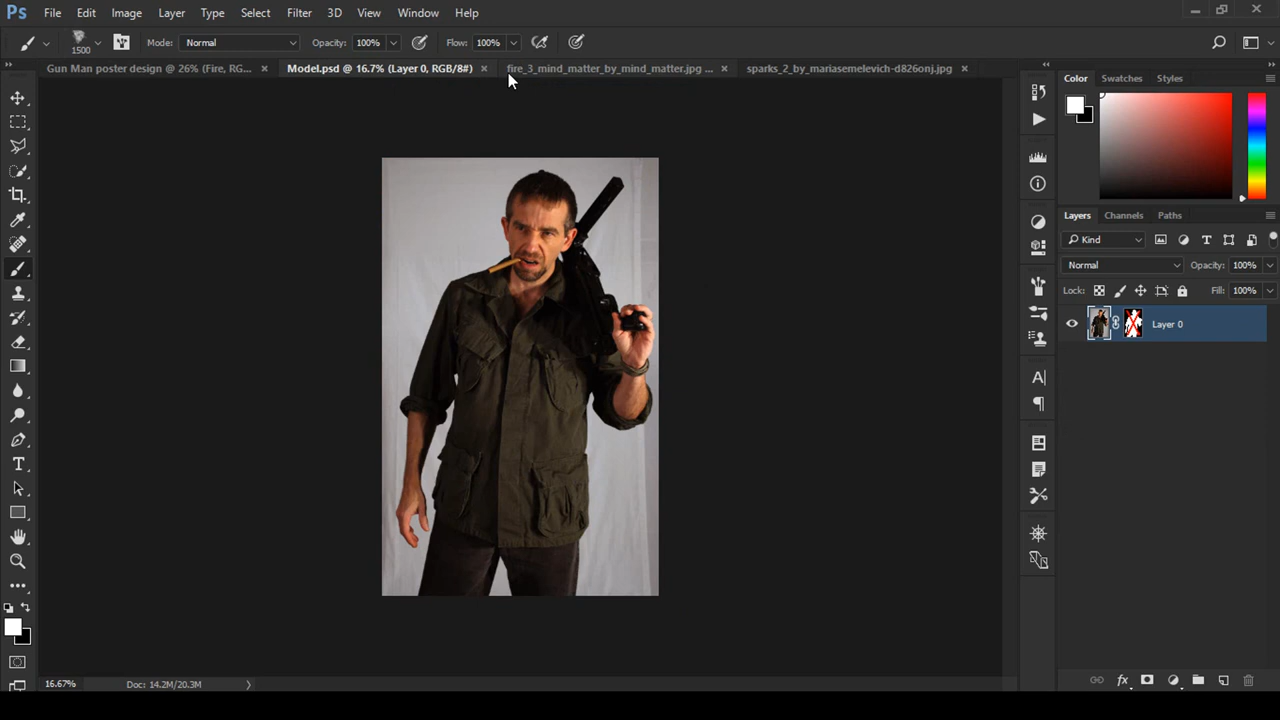 Ps File Edit Image Layer Type Select Filter 3D View Window Help
1500 Mode: Normal Opacity: 100% Flow: 100%
Gun Man poster design @ 26% (Fire, RG... × Model.psd @ 16.7% (Layer 0, RGB/8#) × fire_3_mind_matter_by_mind_matter.jpg ... × sparks_2_by_mariasemelevich-d826onj.jpg ×
Color Swatches Styles
Layers Channels Paths
Kind
Normal Opacity: 100%
Lock: Fill: 100%
Layer 0
16.67% Doc: 14.2M/20.3M